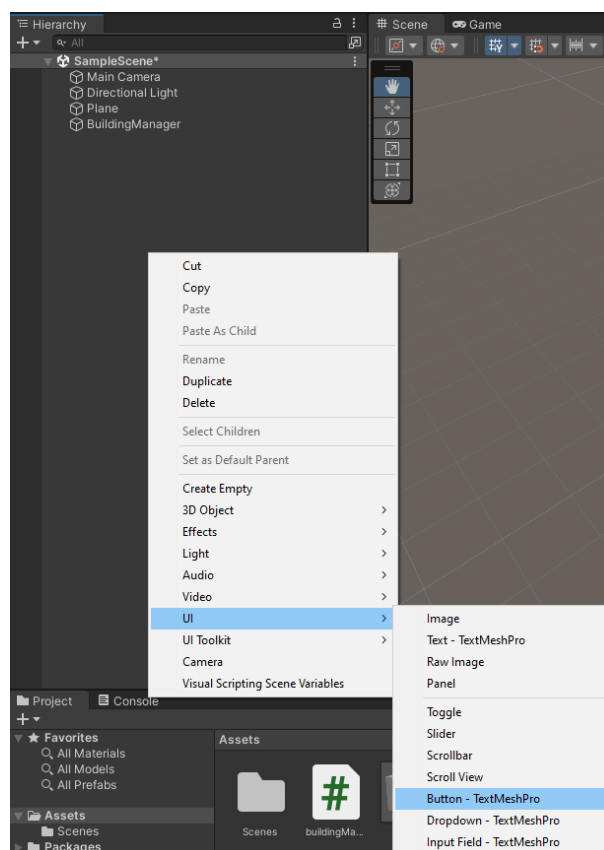 Hierarchy
All
SampleScene*
Main Camera
Directional Light
Plane
BuildingManager
Scene
Game
Cut
Copy
Paste
Paste As Child
Rename
Duplicate
Delete
Select Children
Set as Default Parent
Create Empty
3D Object
Effects
Light
Audio
Video
UI
UI Toolkit
Camera
Visual Scripting Scene Variables
Image
Text - TextMeshPro
Raw Image
Panel
Toggle
Slider
Scrollbar
Scroll View
Button - TextMeshPro
Dropdown - TextMeshPro
Input Field - TextMeshPro
Project
Console
Favorites
All Materials
All Models
All Prefabs
Assets
Scenes
Packages
Assets
Scenes
buildingMa...